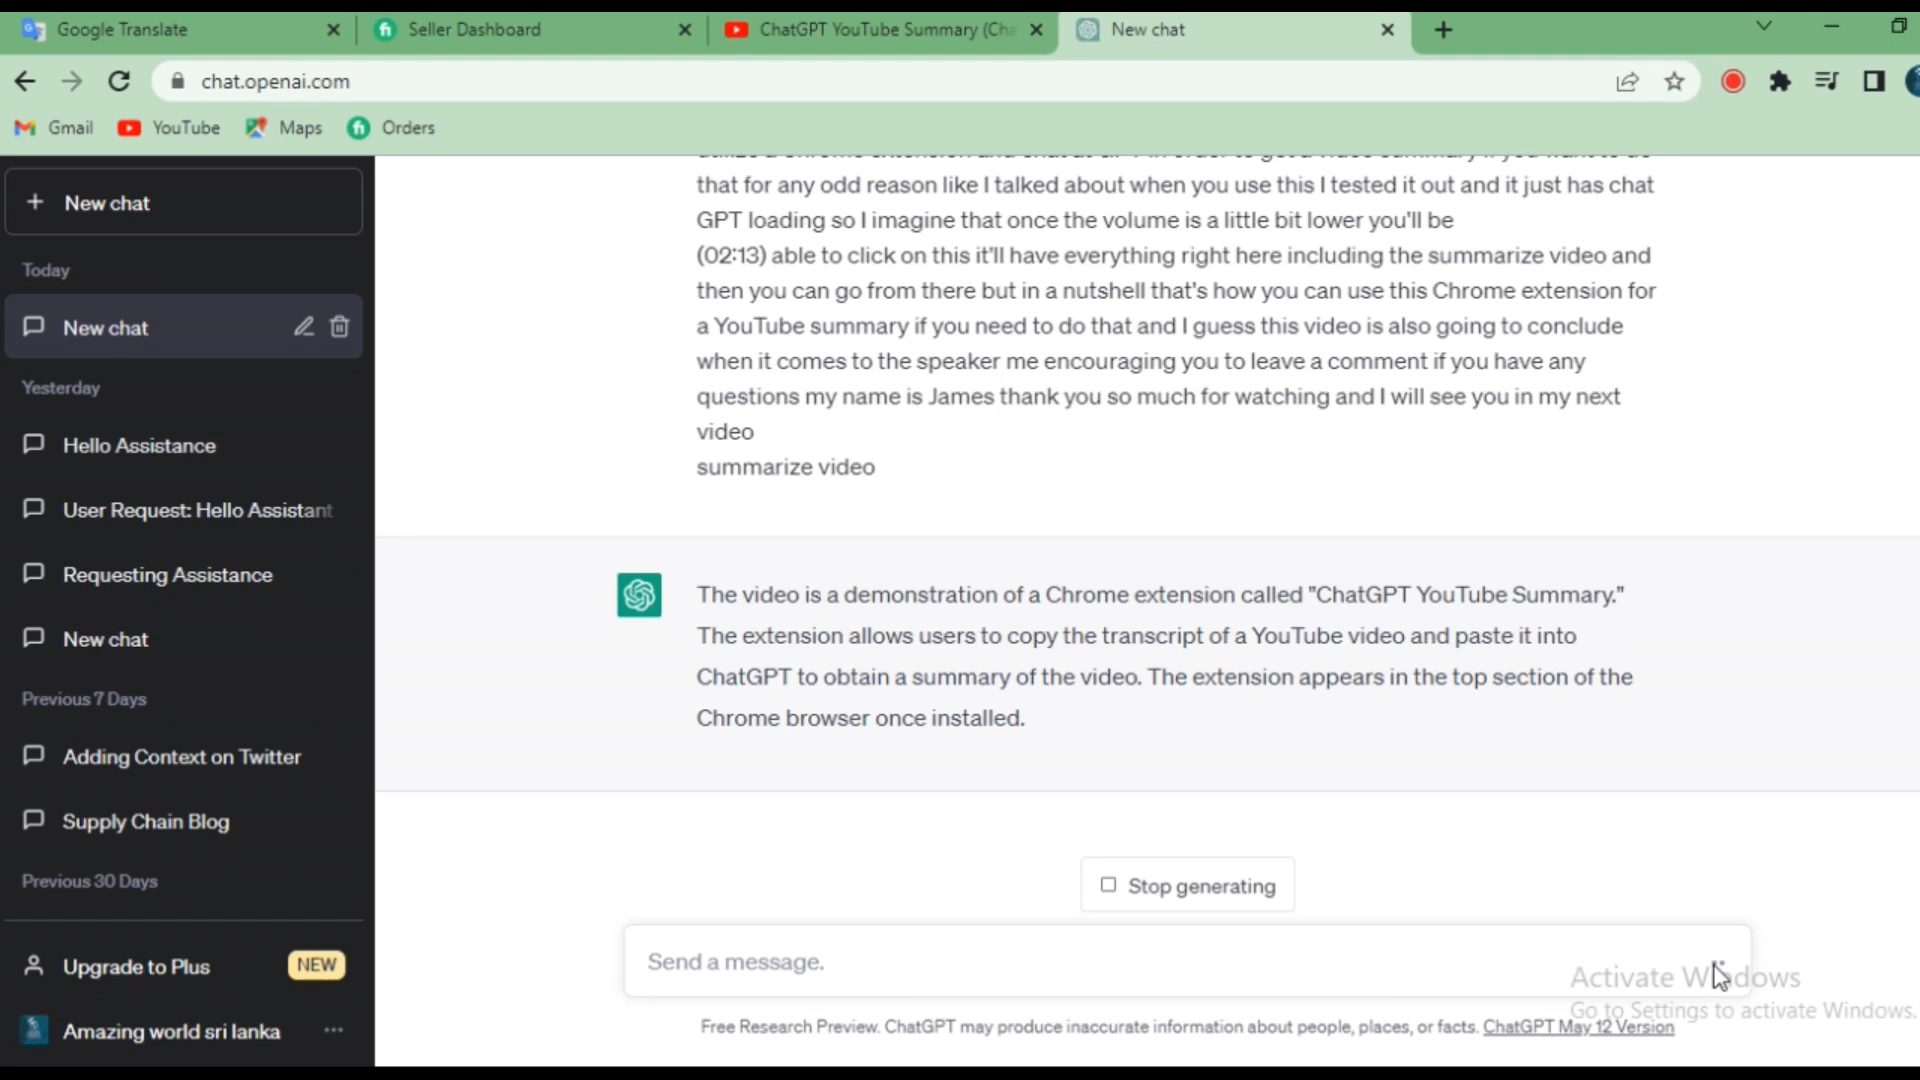 Google Translate
Seller Dashboard
ChatGPT YouTube Summary (Cha
New chat
chat.openai.com
Gmail
YouTube
Maps
Orders
New chat
Today
New chat
Yesterday
Hello Assistance
User Request: Hello Assistant
Requesting Assistance
New chat
Previous 7 Days
Adding Context on Twitter
Supply Chain Blog
Previous 30 Days
Upgrade to Plus
NEW
Amazing world sri lanka
that for any odd reason like I talked about when you use this I tested it out and it just has chat
GPT loading so I imagine that once the volume is a little bit lower you'll be
(02:13) able to click on this it'll have everything right here including the summarize video and
then you can go from there but in a nutshell that's how you can use this Chrome extension for
a YouTube summary if you need to do that and I guess this video is also going to conclude
when it comes to the speaker me encouraging you to leave a comment if you have any
questions my name is James thank you so much for watching and I will see you in my next
video
summarize video
The video is a demonstration of a Chrome extension called "ChatGPT YouTube Summary."
The extension allows users to copy the transcript of a YouTube video and paste it into
ChatGPT to obtain a summary of the video. The extension appears in the top section of the
Chrome browser once installed.
Stop generating
Send a message.
Activate Windows
Go to Settings to activate Windows.
Free Research Preview. ChatGPT may produce inaccurate information about people, places, or facts. ChatGPT May 12 Version